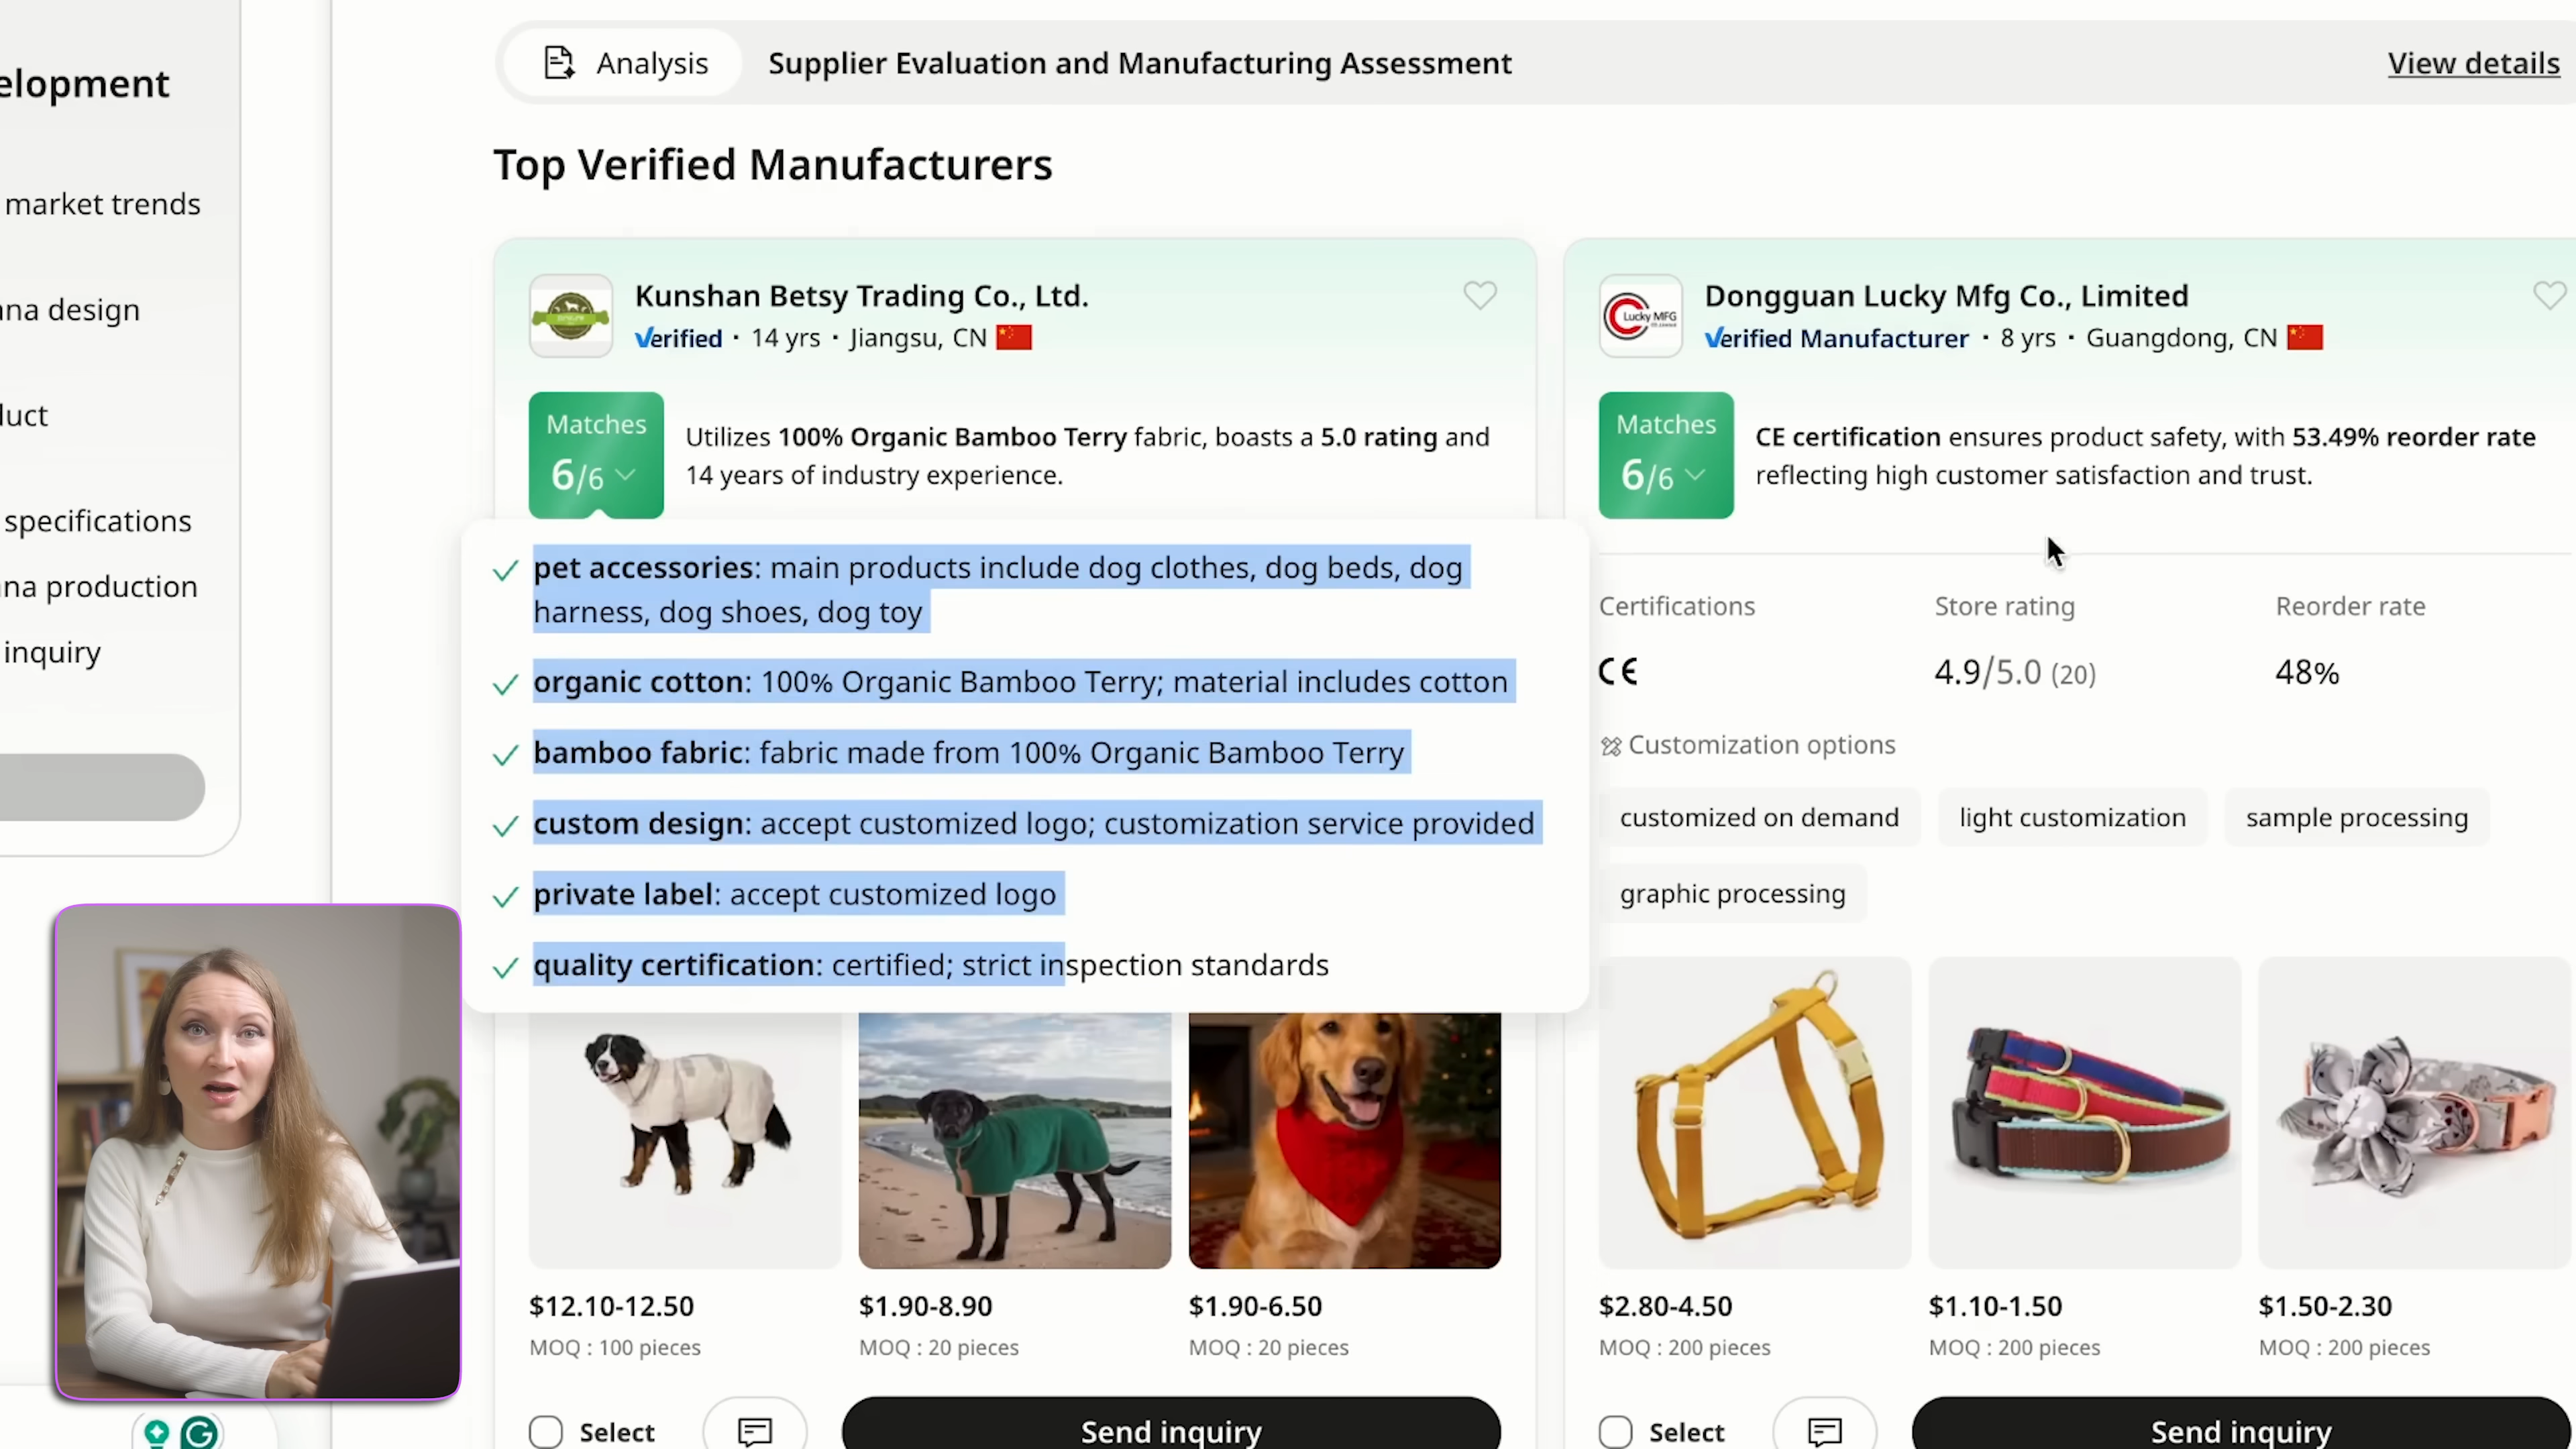 elopment
market trends
na design
uct
specifications
na production
inquiry
Analysis
Supplier Evaluation and Manufacturing Assessment
View details
Top Verified Manufacturers
Kunshan Betsy Trading Co., Ltd.
Verified · 14 yrs · Jiangsu, CN
Matches
6/6
Utilizes 100% Organic Bamboo Terry fabric, boasts a 5.0 rating and
14 years of industry experience.
pet accessories: main products include dog clothes, dog beds, dog
harness, dog shoes, dog toy
organic cotton: 100% Organic Bamboo Terry; material includes cotton
bamboo fabric: fabric made from 100% Organic Bamboo Terry
custom design: accept customized logo; customization service provided
private label: accept customized logo
quality certification: certified; strict inspection standards
$12.10-12.50
MOQ : 100 pieces
$1.90-8.90
MOQ : 20 pieces
$1.90-6.50
MOQ : 20 pieces
Select
Send inquiry
Lucky MFG
Dongguan Lucky Mfg Co., Limited
Verified Manufacturer · 8 yrs · Guangdong, CN
Matches
6/6
CE certification ensures product safety, with 53.49% reorder rate
reflecting high customer satisfaction and trust.
Certifications
CE
Store rating
4.9/5.0 (20)
Reorder rate
48%
Customization options
customized on demand
light customization
sample processing
graphic processing
$2.80-4.50
MOQ : 200 pieces
$1.10-1.50
MOQ : 200 pieces
$1.50-2.30
MOQ : 200 pieces
Select
Send inquiry